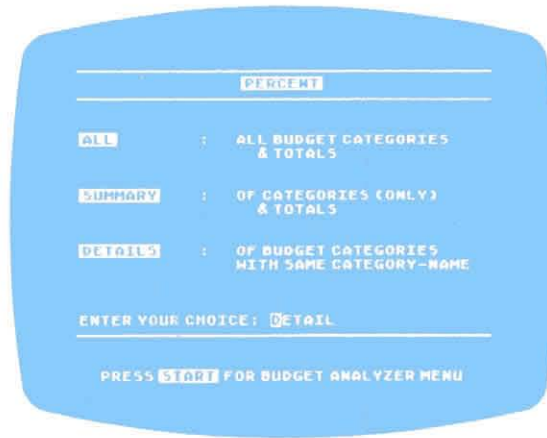 PERCENT
ALL : ALL BUDGET CATEGORIES
& TOTALS
SUMMARY : OF CATEGORIES (ONLY)
& TOTALS
DETAILS : OF BUDGET CATEGORIES
WITH SAME CATEGORY-NAME
ENTER YOUR CHOICE: DETAIL
PRESS START FOR BUDGET ANALYZER MENU